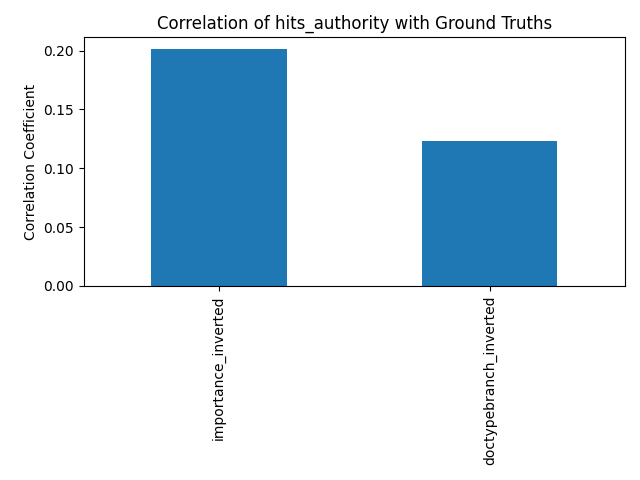 Correlation of hits_authority with Ground Truths
Correlation Coefficient
0.20
0.15
0.10
0.05
0.00
importance_inverted
doctypebranch_inverted